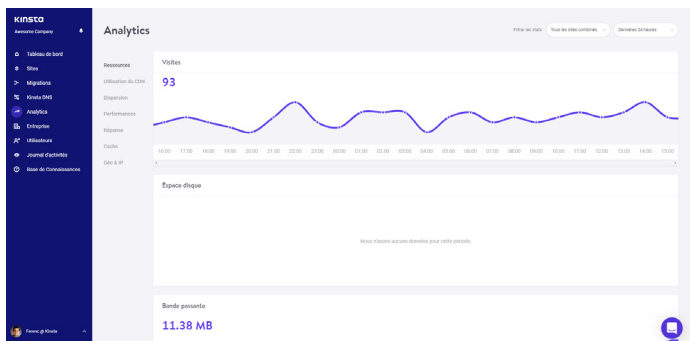 KINSTA
Awesome Company
Tableau de bord
Sites
Migrations
Kinsta DNS
Analytics
Entreprise
Utilisateurs
Journal d'activités
Base de Connaissances
Ferenc @ Kinsta
Analytics
Filtrer les stats
Tous les sites combinés
Dernières 24 heures
Ressources
Utilisation du CDN
Dispersion
Performances
Réponse
Cache
Géo & IP
Visites
93
16:00 17:00 18:00 19:00 20:00 21:00 22:00 23:00 00:00 01:00 02:00 03:00 04:00 05:00 06:00 07:00 08:00 09:00 10:00 11:00 12:00 13:00 14:00 15:00
Espace disque
Nous n'avons aucune données pour cette période
Bande passante
11.38 MB